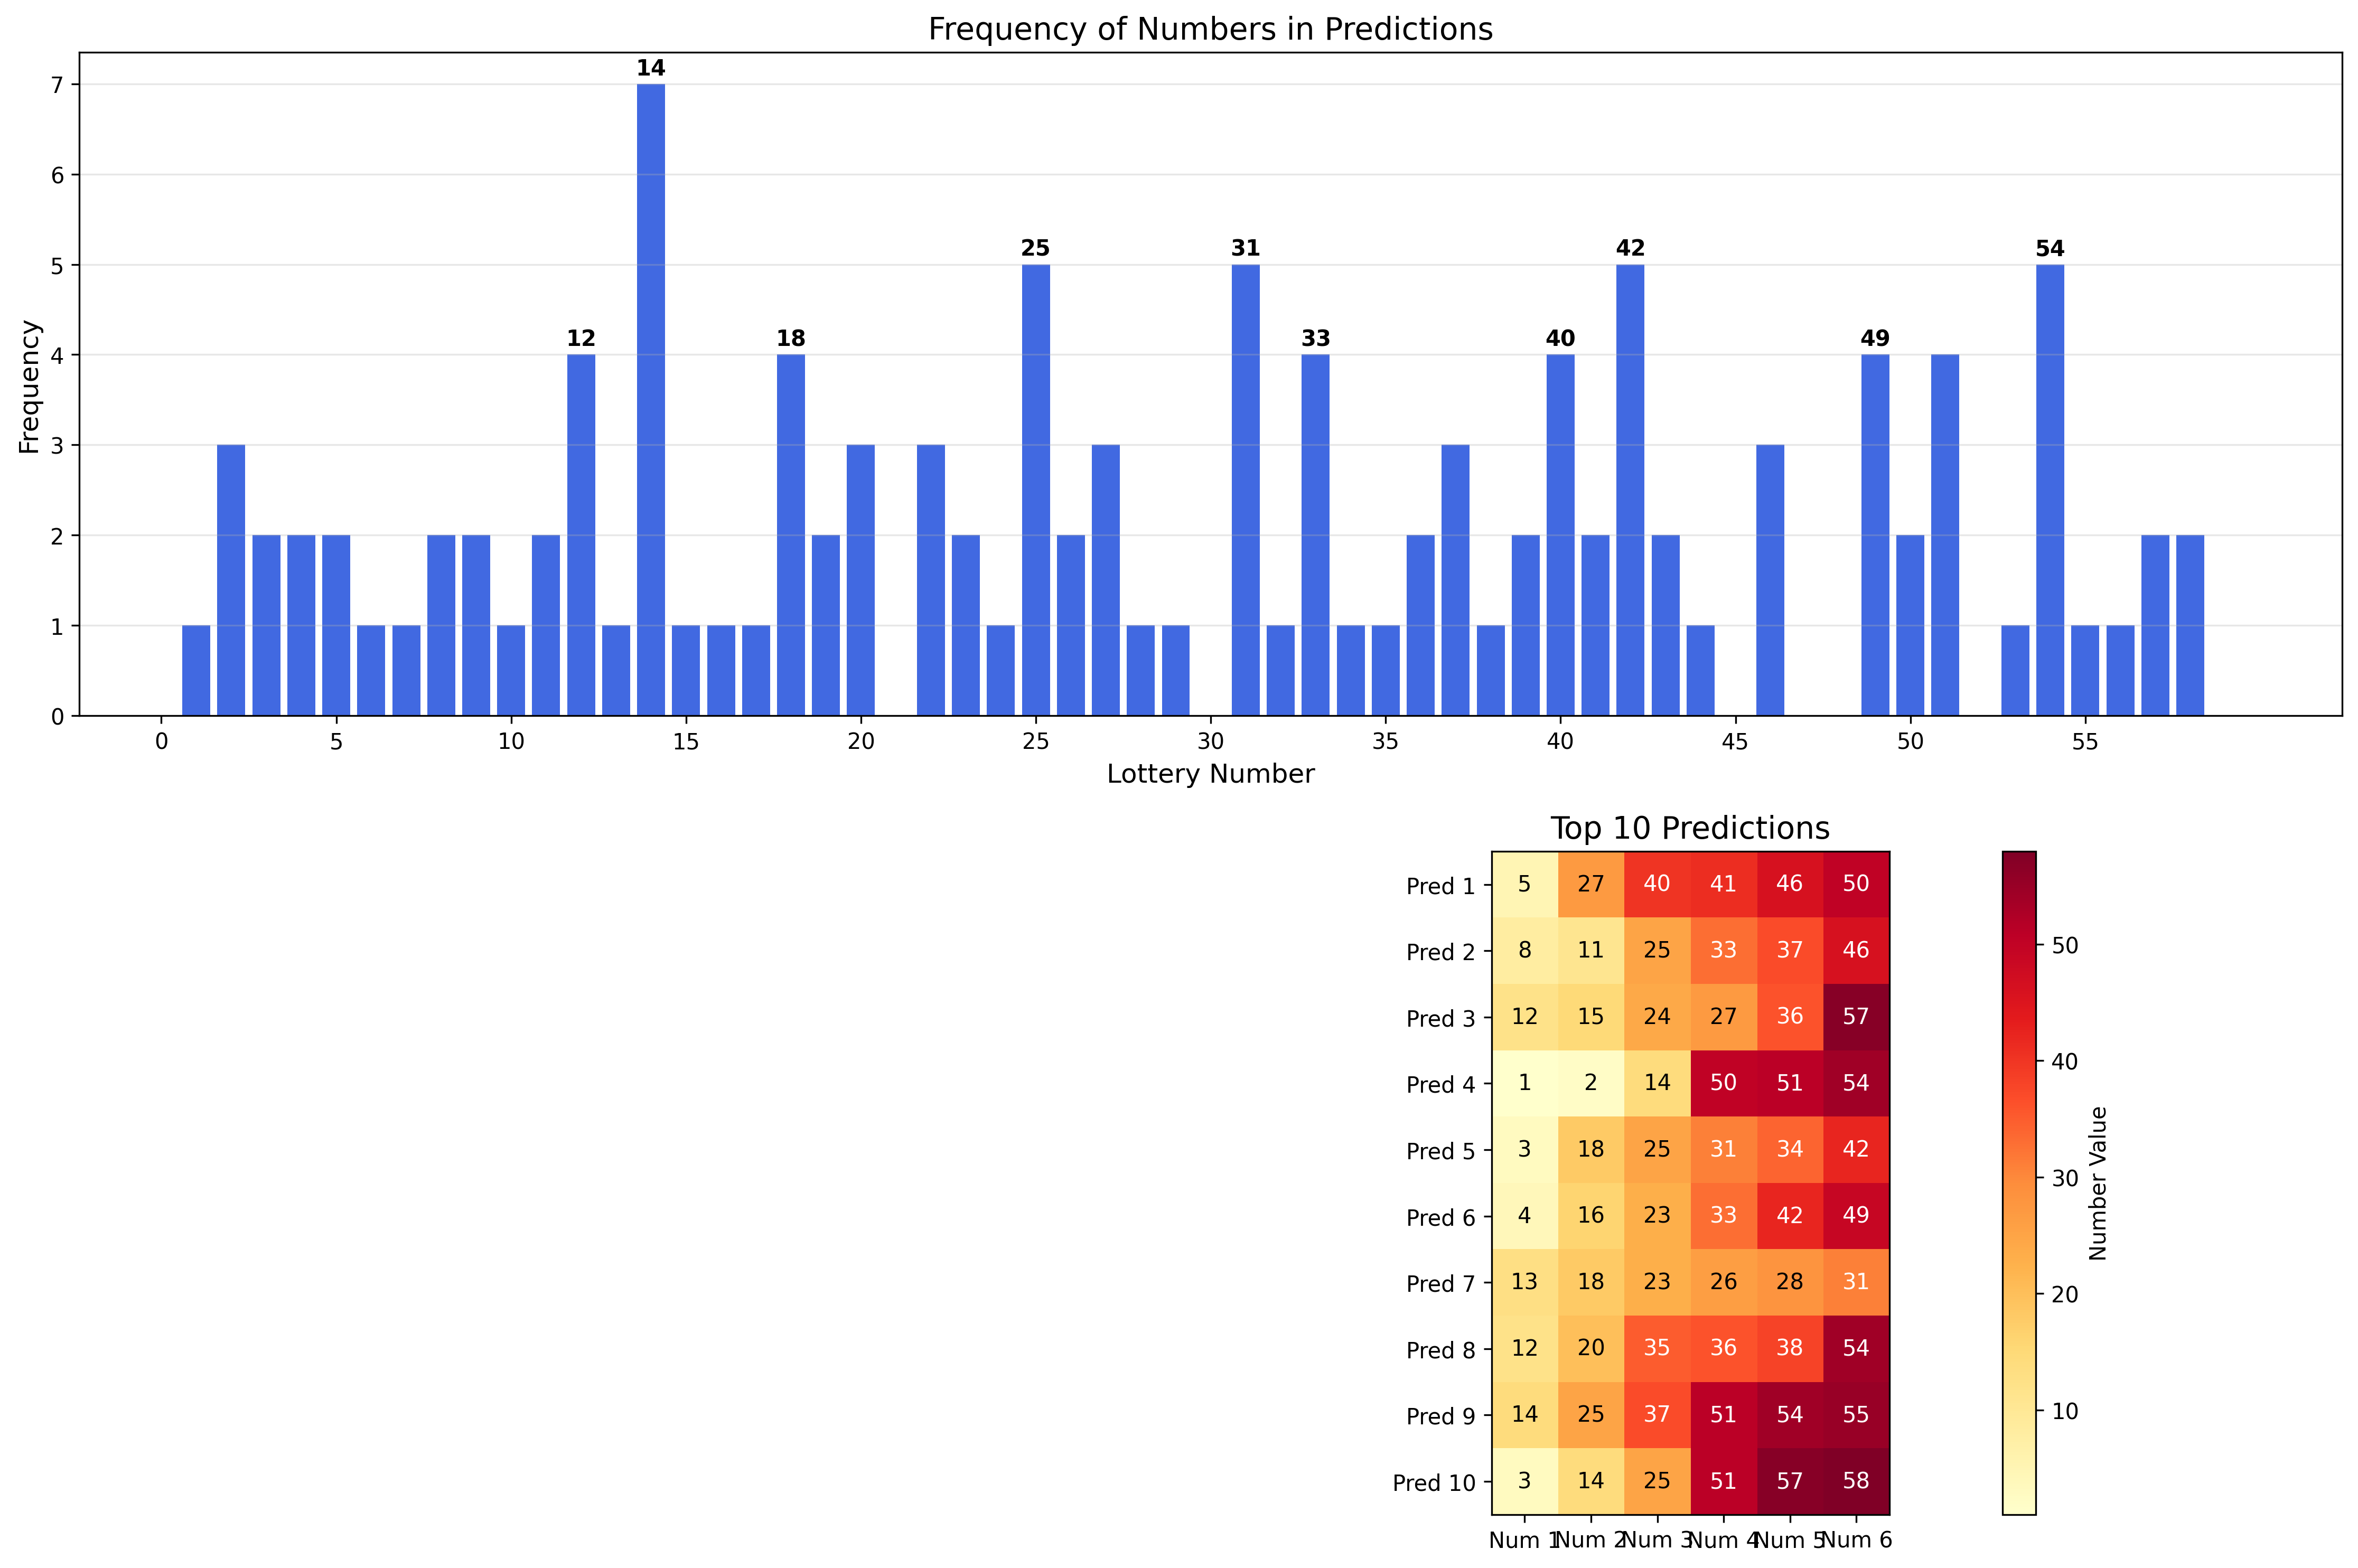 Frequency of Numbers in Predictions
Frequency
7
6
5
4
3
2
1
0
14
25
31
42
54
12
18
33
40
49
0 5 10 15 20 25 30 35 40 45 50 55
Lottery Number
Top 10 Predictions
Pred 1 5 27 40 41 46 50
Pred 2 8 11 25 33 37 46
Pred 3 12 15 24 27 36 57
Pred 4 1 2 14 50 51 54
Pred 5 3 18 25 31 34 42
Pred 6 4 16 23 33 42 49
Pred 7 13 18 23 26 28 31
Pred 8 12 20 35 36 38 54
Pred 9 14 25 37 51 54 55
Pred 10 3 14 25 51 57 58
Num 1 Num 2 Num 3 Num 4 Num 5 Num 6
50
40
30
20
10
Number Value